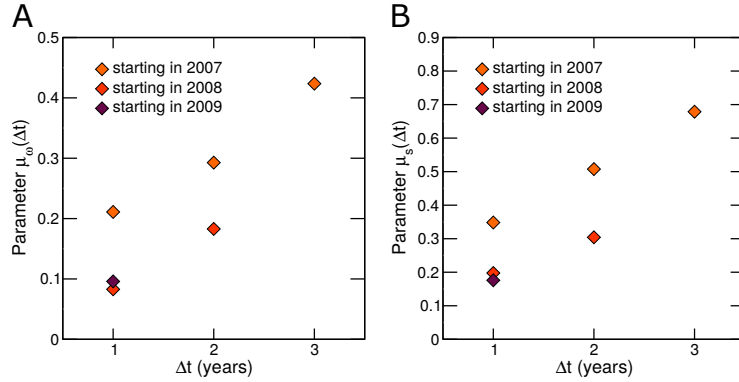 A
0.5
0.4
0.3
0.2
0.1
0
Parameter μω(Δt)
starting in 2007
starting in 2008
starting in 2009
1 2 3
Δt (years)
B
0.9
0.8
0.7
0.6
0.5
0.4
0.3
0.2
0.1
0
Parameter μs(Δt)
starting in 2007
starting in 2008
starting in 2009
1 2 3
Δt (years)